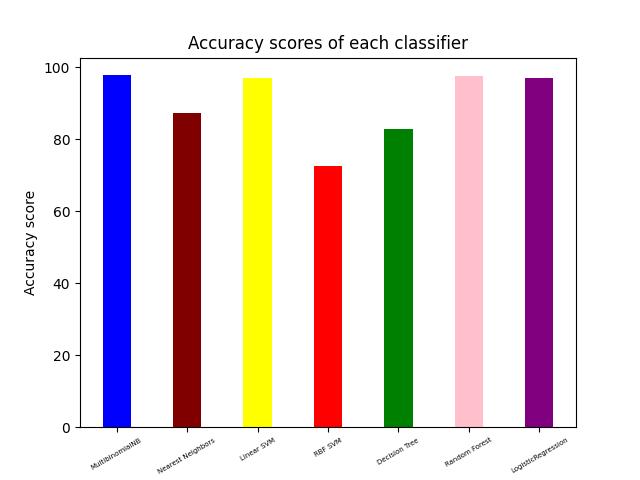 Accuracy scores of each classifier
Accuracy score
100
80
60
40
20
0
MultibinomialNB
Nearest Neighbors
Linear SVM
RBF SVM
Decision Tree
Random Forest
LogisticRegression